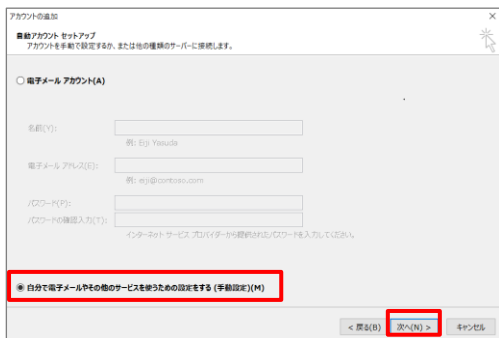 アカウントの追加
自動アカウント セットアップ
アカウントを手動で設定するか、または他の種類のサーバーに接続します。
電子メール アカウント(A)
名前(Y):
例: Eiji Yasuda
電子メール アドレス(E):
例: eiji@contoso.com
パスワード(P):
パスワードの確認入力(T):
インターネット サービス プロバイダーから提供されたパスワードを入力してください。
自分で電子メールやその他のサービスを使うための設定をする (手動設定)(M)
< 戻る(B) 次へ(N) > キャンセル